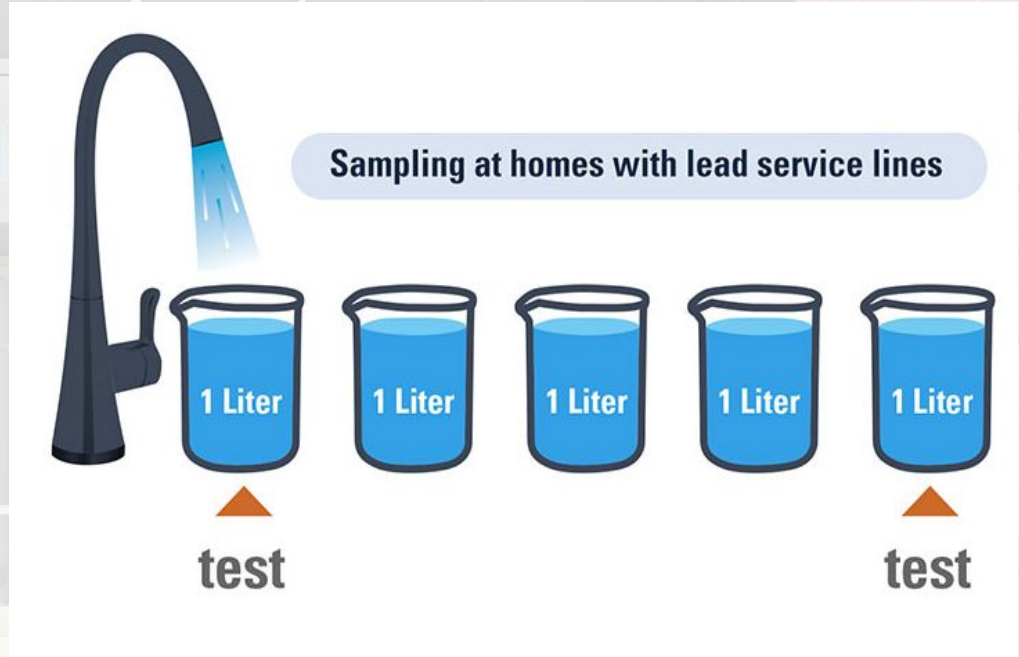 Sampling at homes with lead service lines
1 Liter 1 Liter 1 Liter 1 Liter 1 Liter
test test